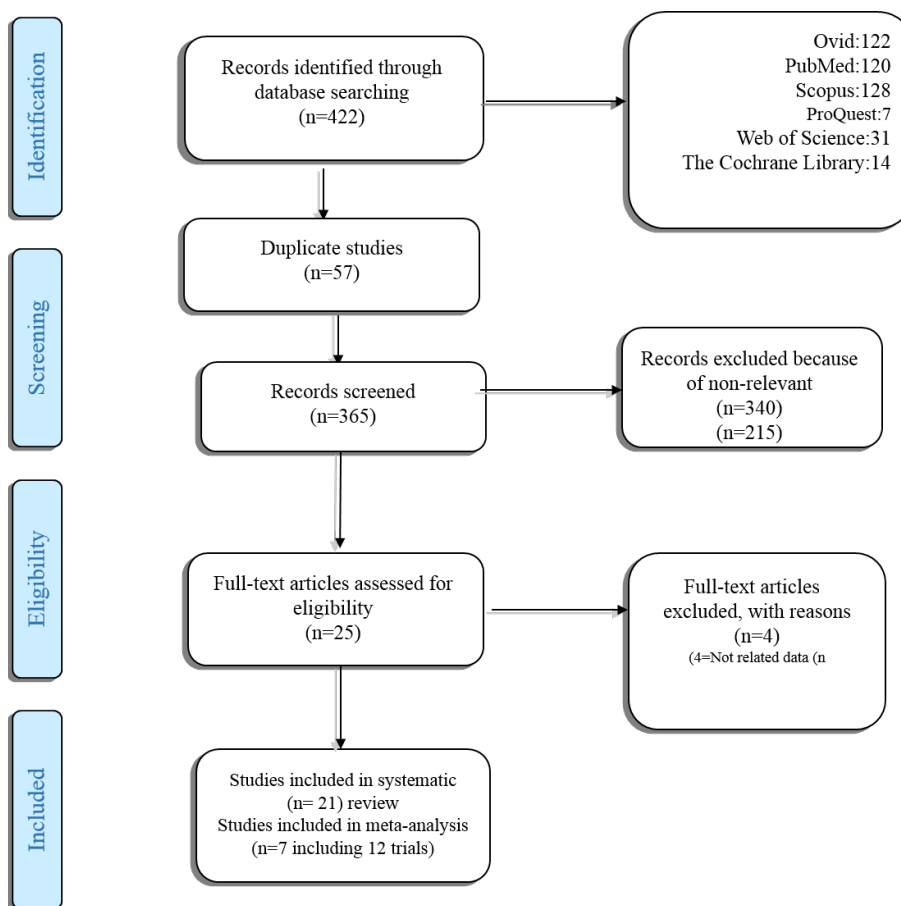 Identification
Records identified through
database searching
(n=422)
Ovid:122
PubMed:120
Scopus:128
ProQuest:7
Web of Science:31
The Cochrane Library:14
Duplicate studies
(n=57)
Screening
Records screened
(n=365)
Records excluded because
of non-relevant
(n=340)
(n=215)
Eligibility
Full-text articles assessed for
eligibility
(n=25)
Full-text articles
excluded, with reasons
(n=4)
(4=Not related data (n
Included
Studies included in systematic
(n= 21) review
Studies included in meta-analysis
(n=7 including 12 trials)